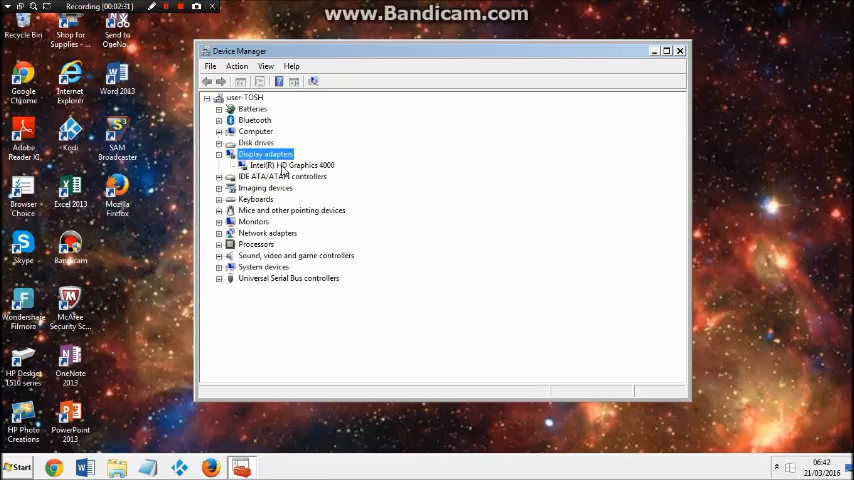 Recording [00:02:31]
www.Bandicam.com
Recycle Bin
Shop for Supplies - ...
Send to OneNo...
Google Chrome
Internet Explorer
Word 2013
Adobe Reader XI
Kodi
SAM Broadcaster
Browser Choice
Excel 2013
Mozilla Firefox
Skype
Bandicam
Wondershare Filmora
McAfee Security Sc...
HP Deskjet 1510 series
OneNote 2013
HP Photo Creations
PowerPoint 2013
Device Manager
File Action View Help
user-TOSH
Batteries
Bluetooth
Computer
Disk drives
Display adapters
Intel(R) HD Graphics 4000
IDE ATA/ATAPI controllers
Imaging devices
Keyboards
Mice and other pointing devices
Monitors
Network adapters
Processors
Sound, video and game controllers
System devices
Universal Serial Bus controllers
Start
06:42
21/03/2016